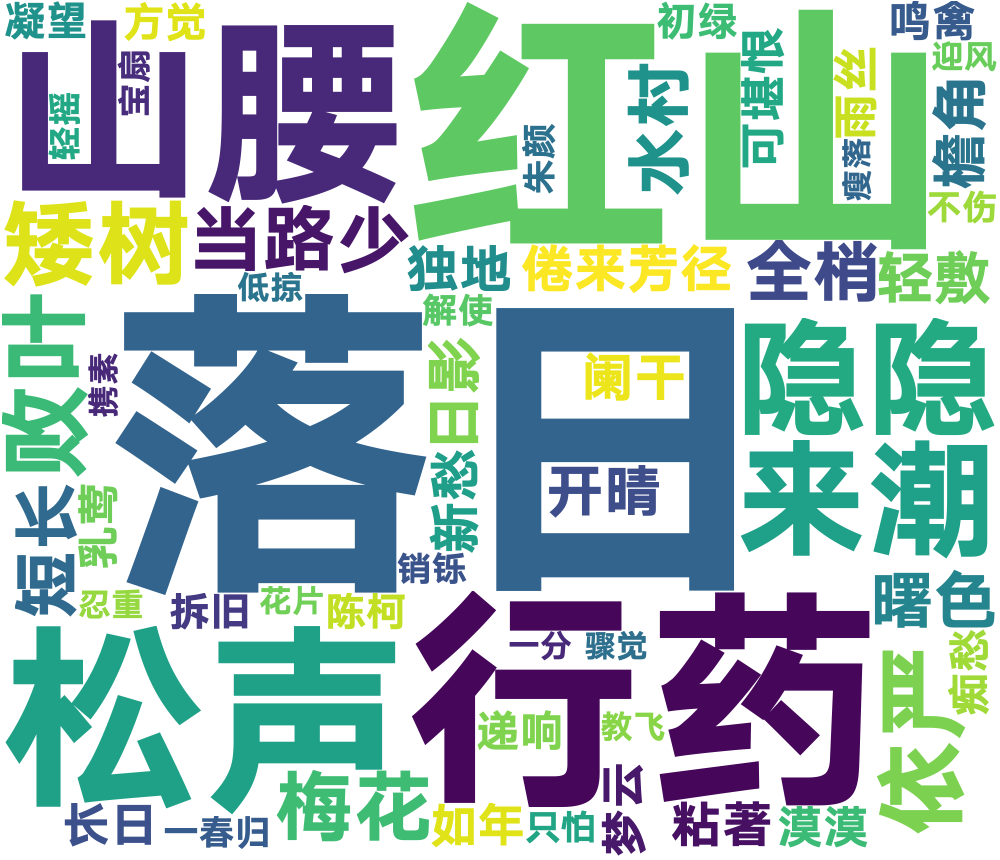 凝望
方觉
初绿
鸣禽
山腰
红山
宝扇
轻摇
迎风
水村
可堪恨
雨丝
檐角
朱颜
瘦落
不伤
矮树
当路少
独地
倦来芳径
全梢
轻敷
低掠
解使
败叶
落日
隐隐
日影
阑干
携素
来潮
新愁
开晴
短长
乳莺
销铄
曙色
忍重
拆旧
花片
陈柯
松声
行药
一分
骤觉
痴愁
依严
递响
教飞
梅花
梦云
长日
一春归
如年
只怕
粘著
漠漠